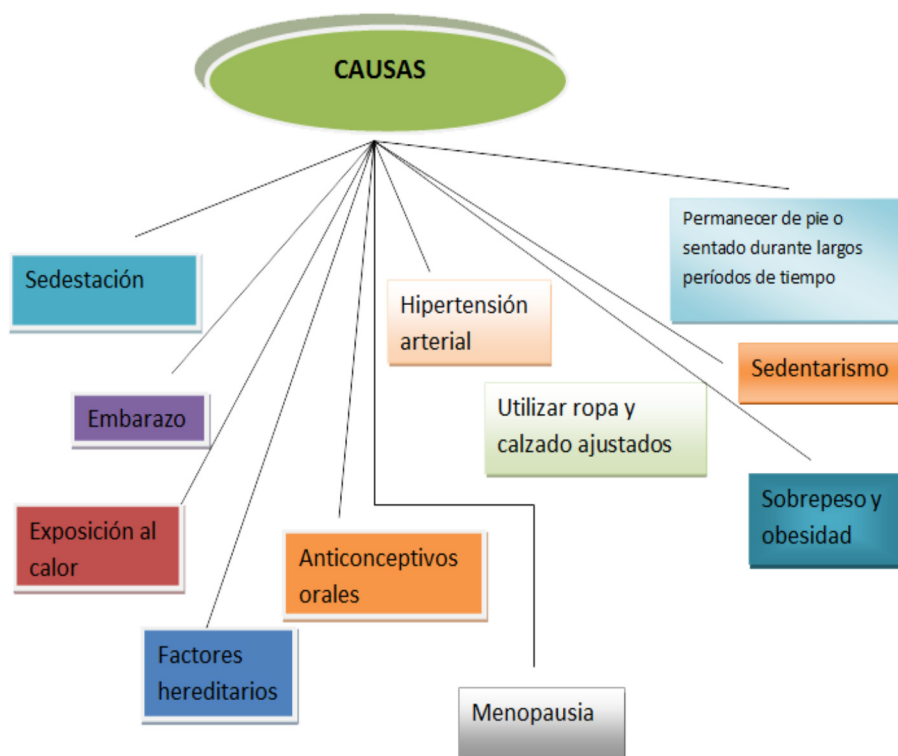 CAUSAS
Permanecer de pie o
sentado durante largos
períodos de tiempo
Sedestación
Hipertensión
arterial
Sedentarismo
Embarazo
Utilizar ropa y
calzado ajustados
Sobrepeso y
obesidad
Exposición al
calor
Anticonceptivos
orales
Factores
hereditarios
Menopausia